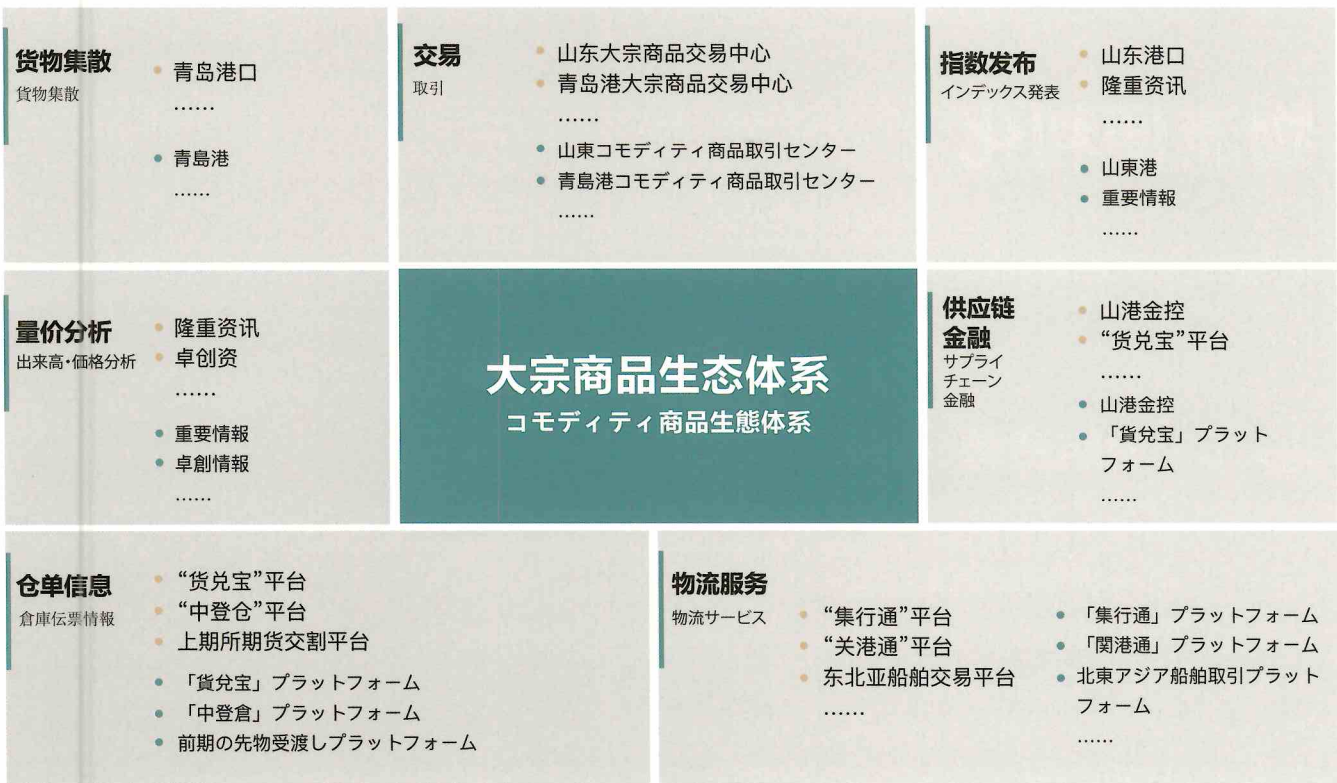 货物集散
貨物集散
青岛港口
……
青島港
……
交易
取引
山东大宗商品交易中心
青岛港大宗商品交易中心
……
山東コモディティ商品取引センター
青島港コモディティ商品取引センター
……
指数发布
インデックス発表
山东港口
隆重资讯
……
山東港
重要情報
……
量价分析
出来高・価格分析
隆重资讯
卓创资
……
重要情報
卓創情報
……
大宗商品生态体系
コモディティ商品生態体系
供应链
金融
サプライ
チェーン
金融
山港金控
“货兑宝”平台
……
山港金控
「貨兌宝」プラット
フォーム
……
仓单信息
倉庫伝票情報
“货兑宝”平台
“中登仓”平台
上期所期货交割平台
「貨兌宝」プラットフォーム
「中登倉」プラットフォーム
前期の先物受渡しプラットフォーム
物流服务
物流サービス
“集行通”平台
“关港通”平台
东北亚船舶交易平台
……
「集行通」プラットフォーム
「関港通」プラットフォーム
北東アジア船舶取引プラット
フォーム
……